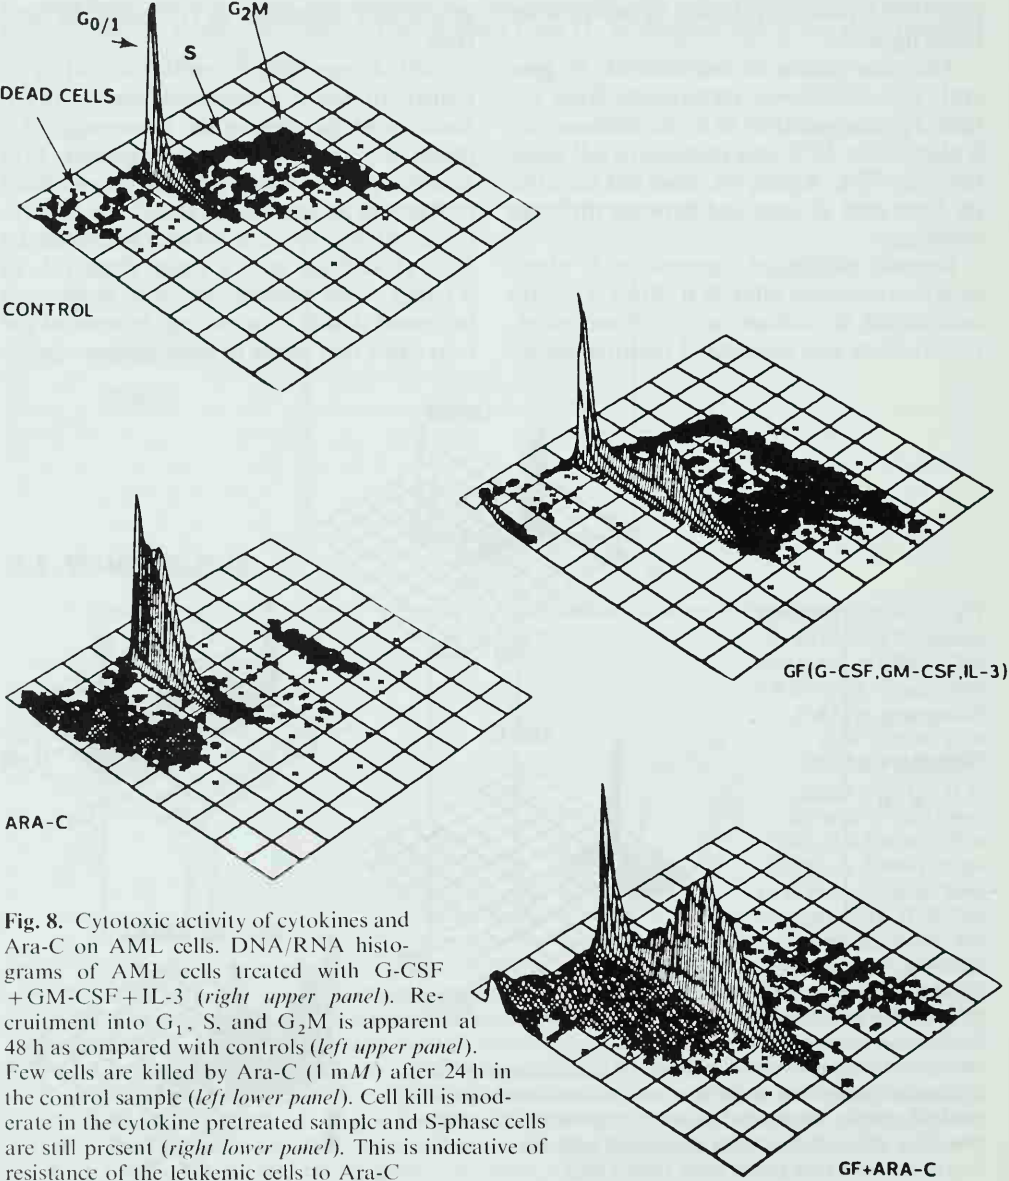 G0/1
G2M
S
DEAD CELLS
CONTROL
GF(G-CSF,GM-CSF,IL-3)
ARA-C
Fig. 8. Cytotoxic activity of cytokines and
Ara-C on AML cells. DNA/RNA histo-
grams of AML cells treated with G-CSF
+GM-CSF+IL-3 (right upper panel). Re-
cruitment into G1, S, and G2M is apparent at
48 h as compared with controls (left upper panel).
Few cells are killed by Ara-C (1 mM) after 24 h in
the control sample (left lower panel). Cell kill is mod-
erate in the cytokine pretreated sample and S-phase cells
are still present (right lower panel). This is indicative of
resistance of the leukemic cells to Ara-C
GF+ARA-C